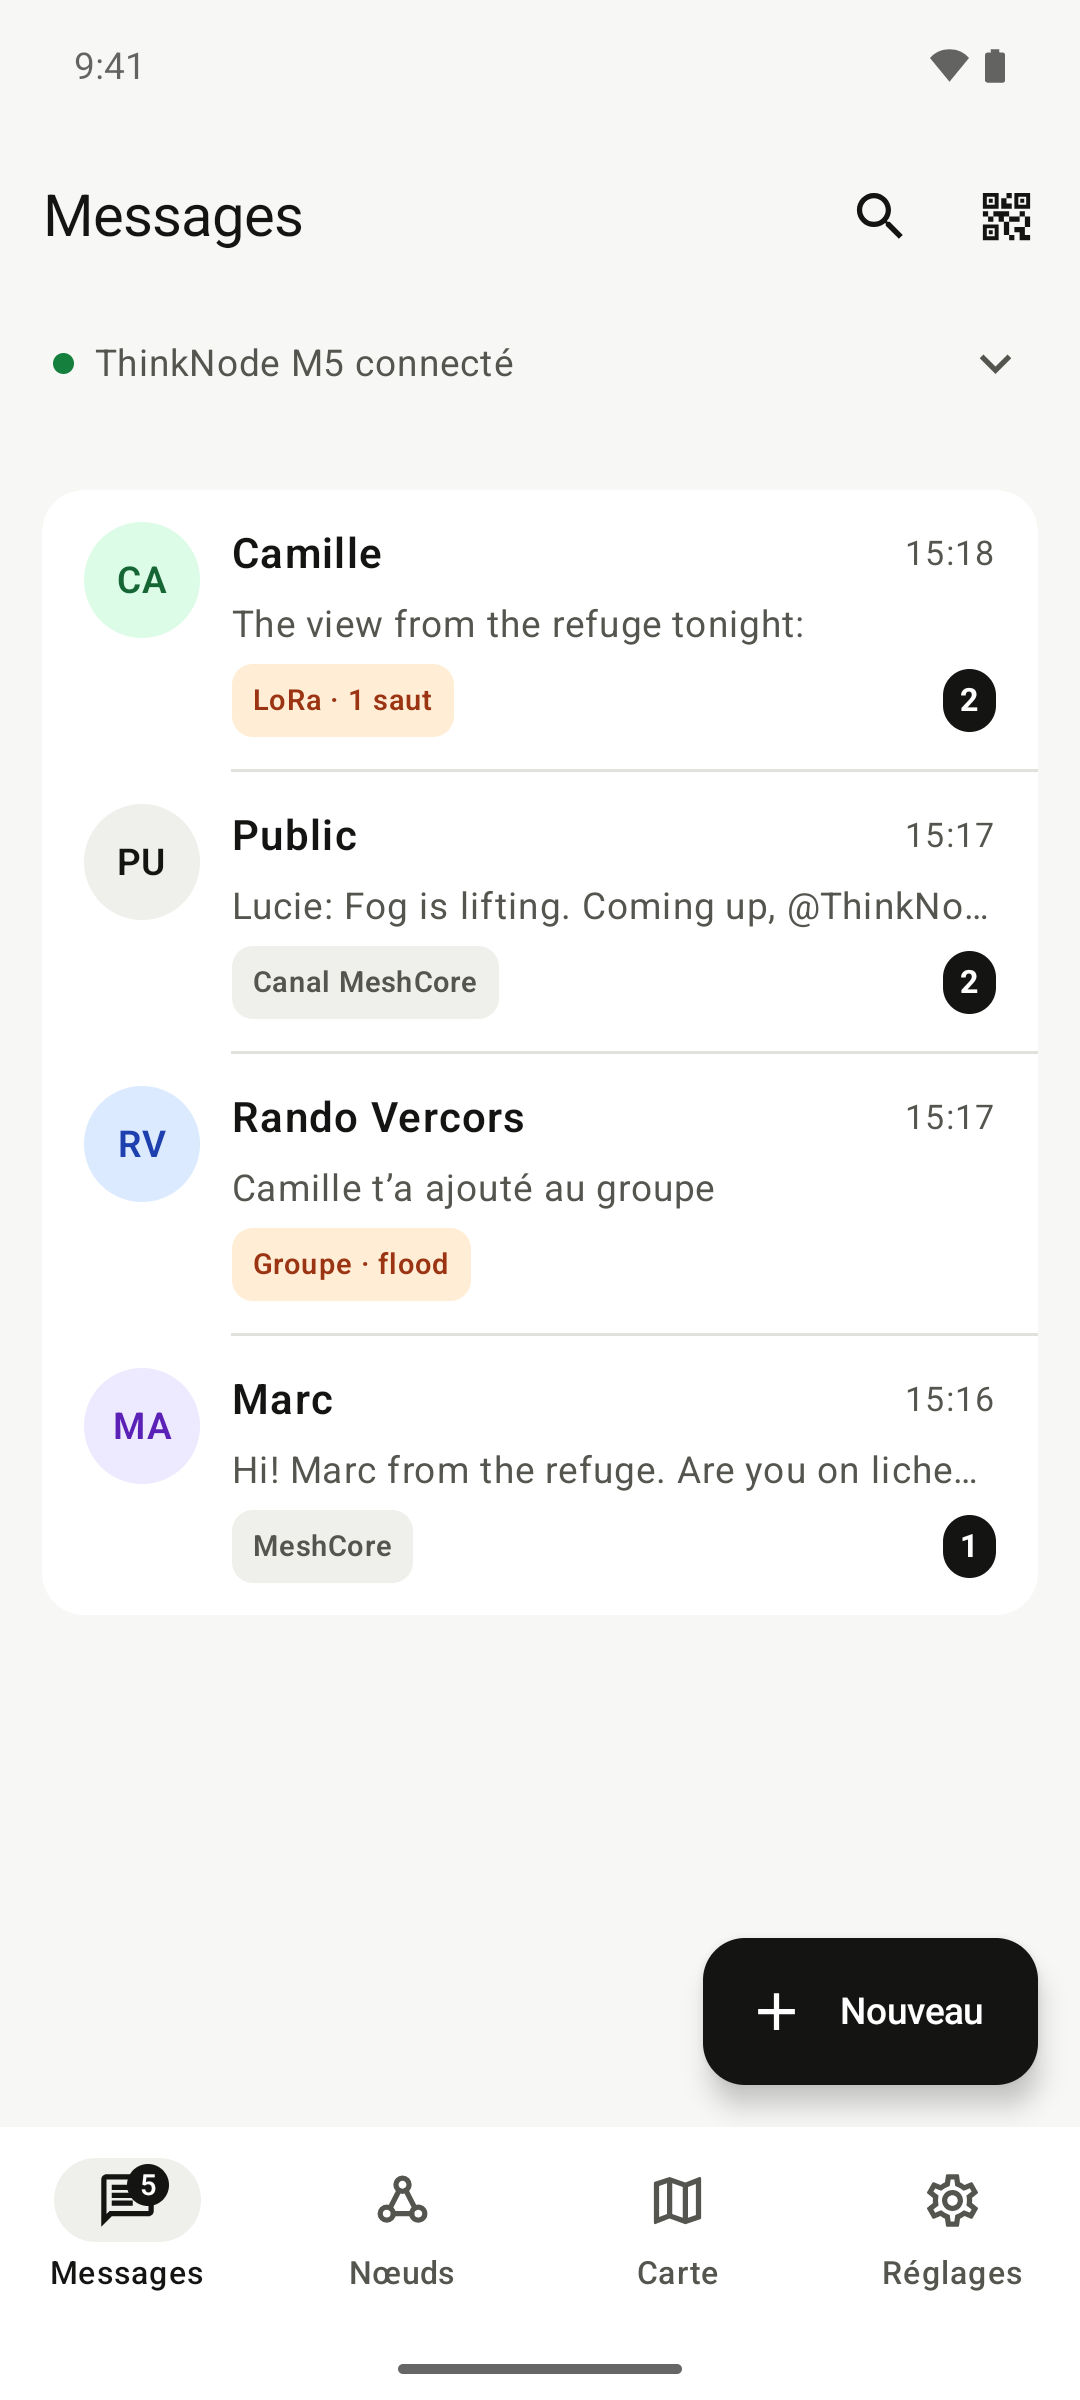 9:41
Messages
ThinkNode M5 connecté
CA
Camille
15:18
The view from the refuge tonight:
LoRa · 1 saut
2
PU
Public
15:17
Lucie: Fog is lifting. Coming up, @ThinkNo…
Canal MeshCore
2
RV
Rando Vercors
15:17
Camille t’a ajouté au groupe
Groupe · flood
MA
Marc
15:16
Hi! Marc from the refuge. Are you on liche…
MeshCore
1
Nouveau
5
Messages
Nœuds
Carte
Réglages